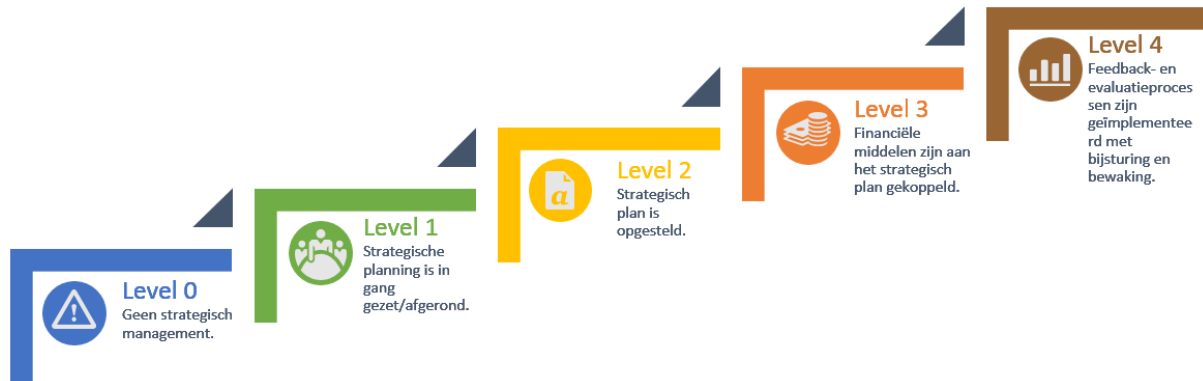 Level 0
Geen strategisch
management.
Level 1
Strategische
planning is in
gang
gezet/afgerond.
a
Level 2
Strategisch
plan is
opgesteld.
Level 3
Financiële
middelen zijn aan
het strategisch
plan gekoppeld.
Level 4
Feedback- en
evaluatieproces
sen zijn
geïmplementee
rd met
bijsturing en
bewaking.